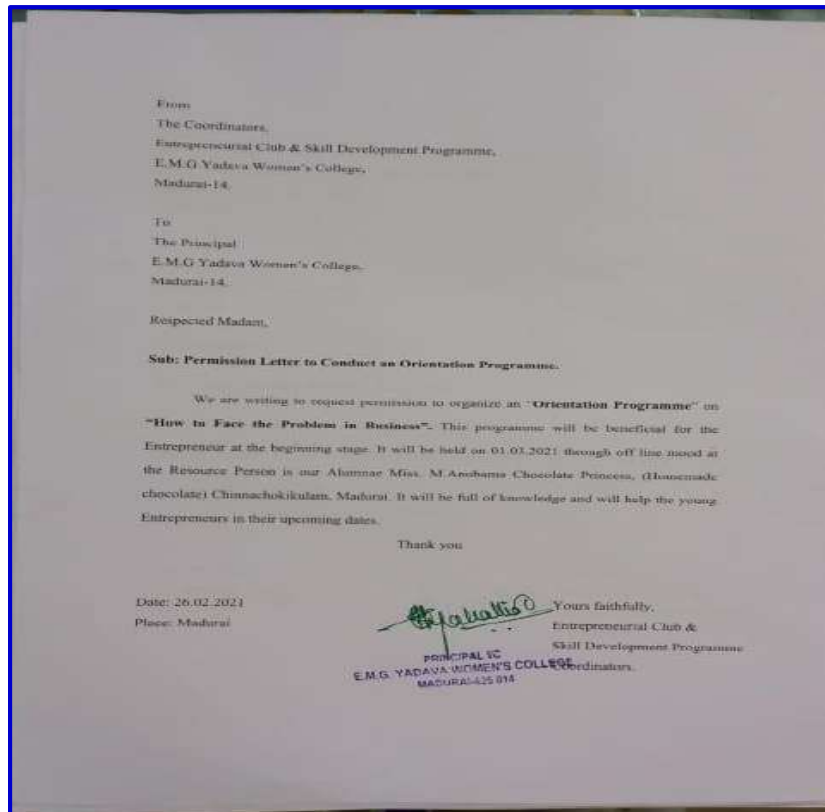 From
The Coordinators,
Entrepreneurial Club & Skill Development Programme,
E.M.G Yadava Women's College,
Madurai-14.
To
The Principal
E.M.G Yadava Women's College,
Madurai-14.
Respected Madam,
Sub: Permission Letter to Conduct an Orientation Programme.
We are writing to request permission to organize an "Orientation Programme" on
"How to Face the Problem in Business". This programme will be beneficial for the
Entrepreneur at the beginning stage. It will be held on 01.03.2021 through off line mood at
the Resource Person is our Alumnae Miss. M.Anubama Chocolate Princess, (Homemade
chocolate) Chinnachokikulam, Madurai. It will be full of knowledge and will help the young
Entrepreneurs in their upcoming dates.
Thank you
Date: 26.02.2021
Place: Madurai
Yours faithfully,
Entrepreneurial Club &
Skill Development Programme
Coordinators.
PRINCIPAL I/C
E.M.G. YADAVA WOMEN'S COLLEGE
MADURAI-625 014